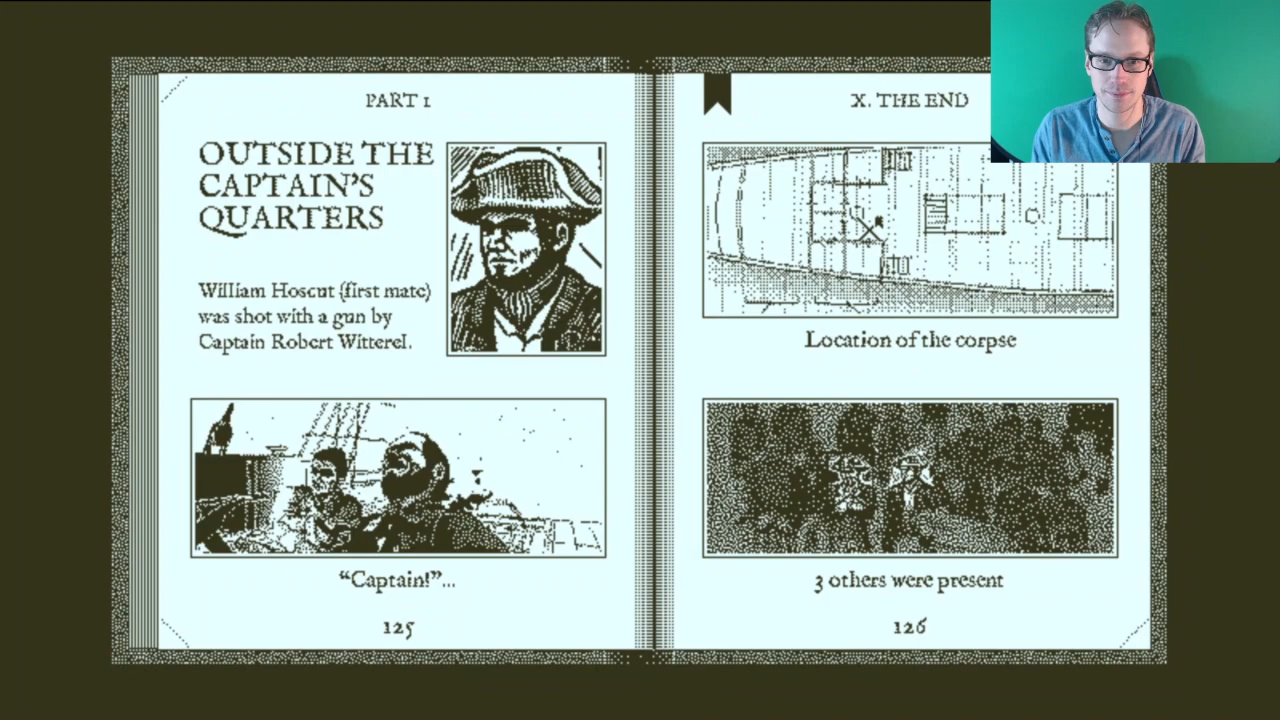 PART 1
OUTSIDE THE
CAPTAIN'S
QUARTERS
William Hoscut (first mate)
was shot with a gun by
Captain Robert Witterel.
"Captain!"...
125
X. THE END
Location of the corpse
3 others were present
126